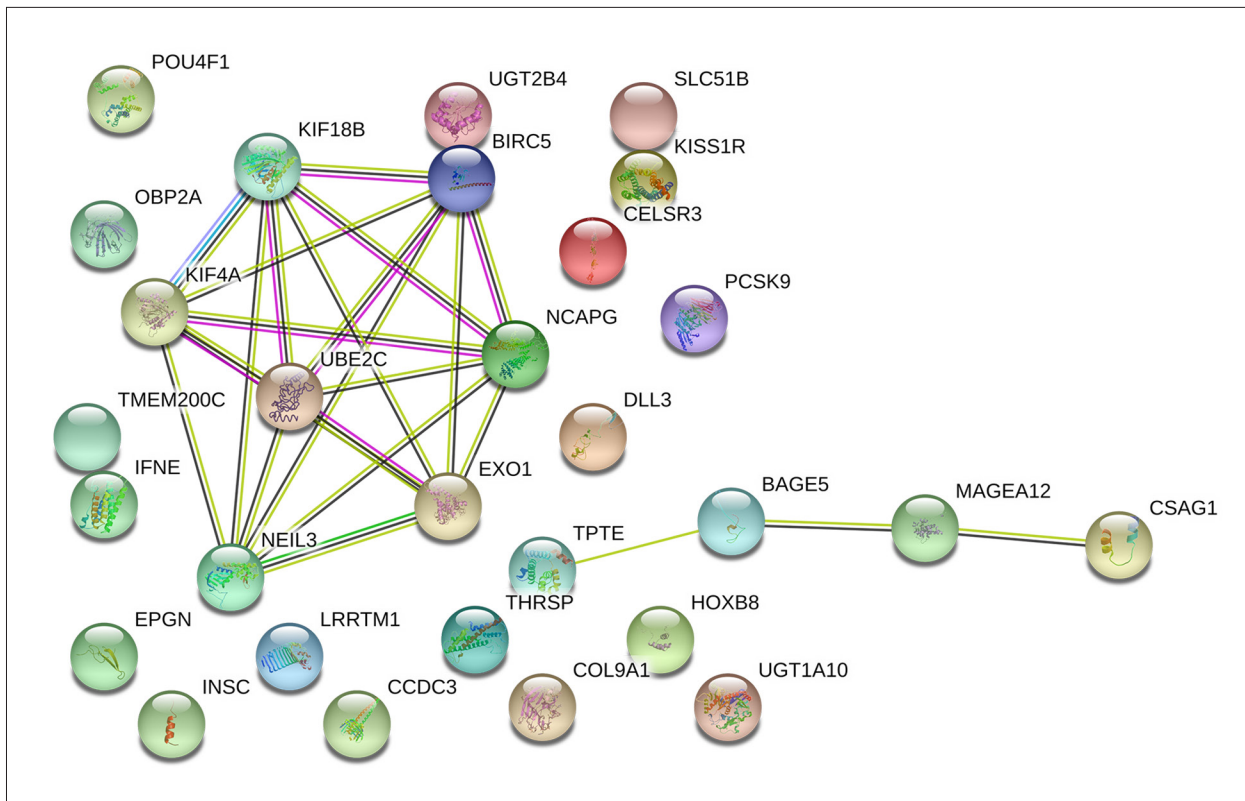 POU4F1
UGT2B4
SLC51B
KIF18B
BIRC5
KISS1R
OBP2A
CELSR3
KIF4A
PCSK9
NCAPG
UBE2C
TMEM200C
DLL3
IFNE
EXO1
BAGE5
MAGEA12
CSAG1
NEIL3
TPTE
THRSP
HOXB8
EPGN
LRRTM1
COL9A1
UGT1A10
INSC
CCDC3